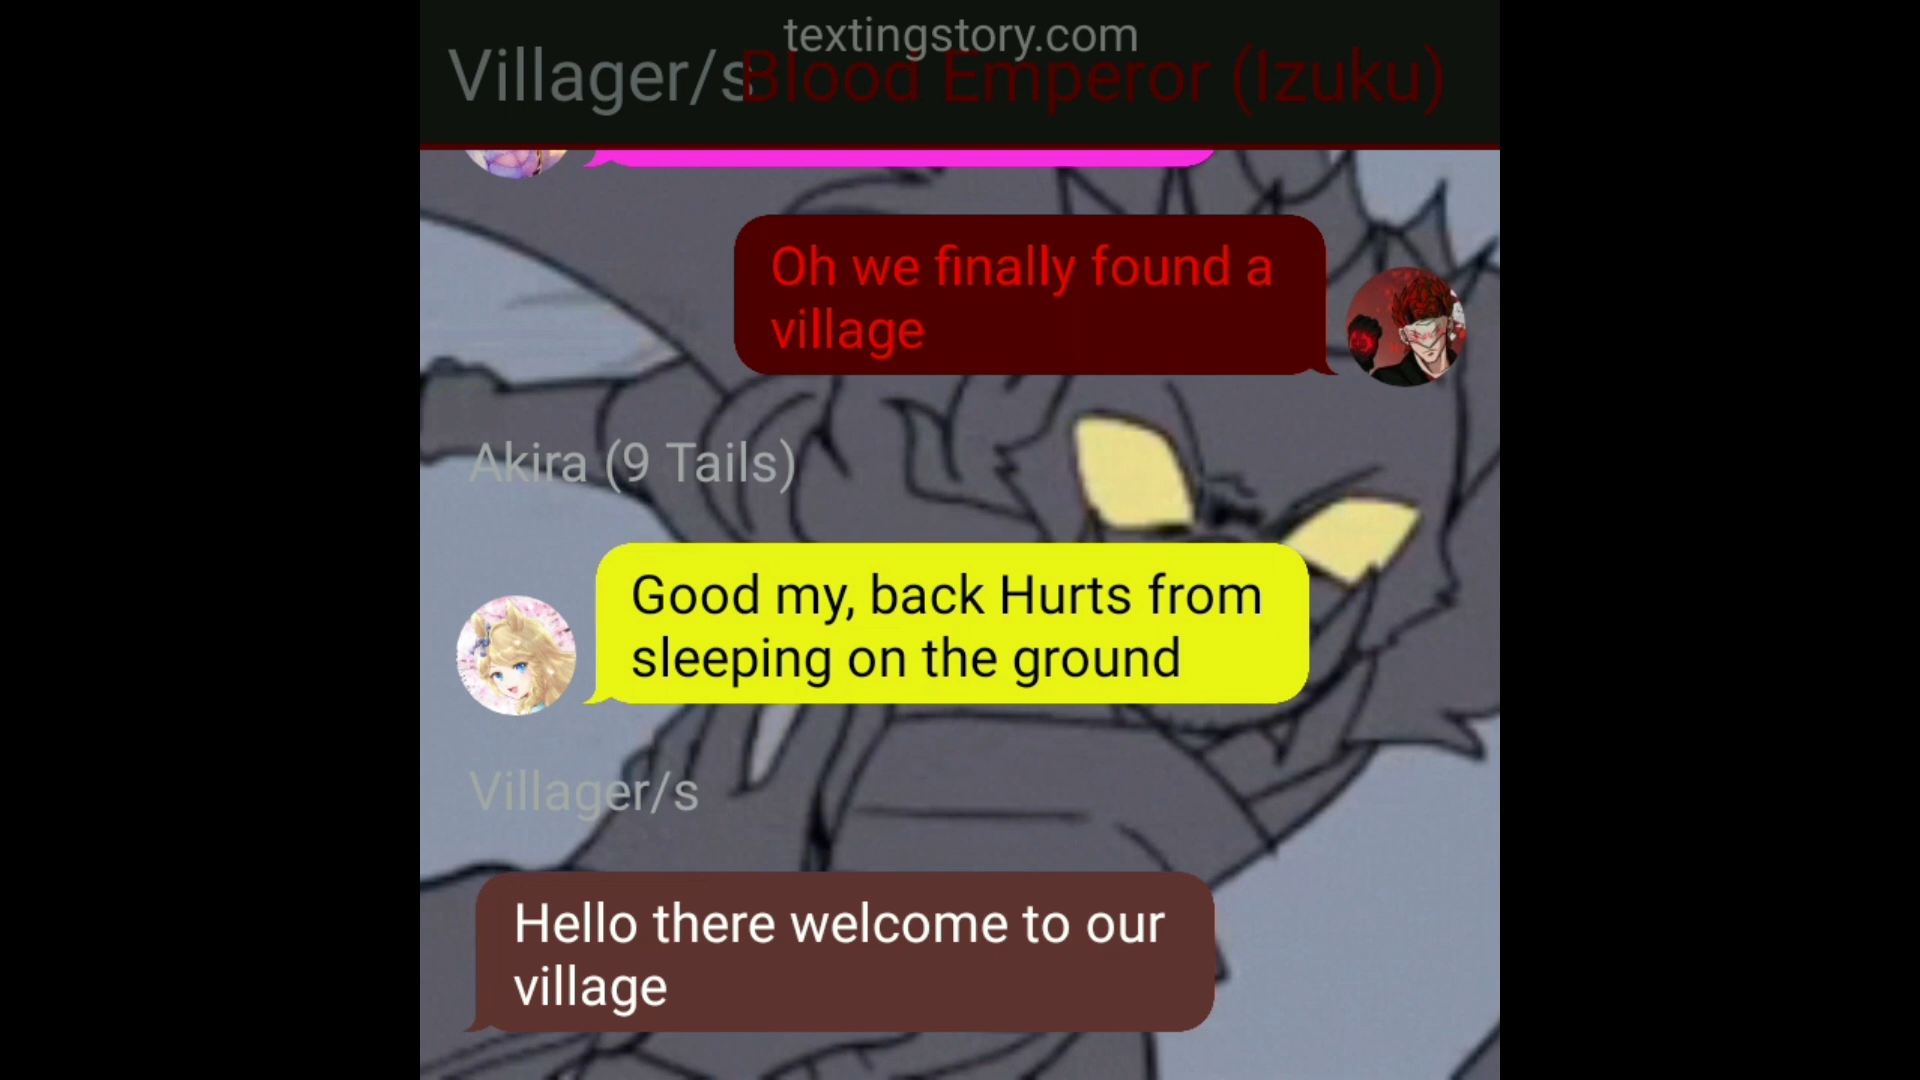 textingstory.com
Villager/s
Blood Emperor (Izuku)
Oh we finally found a
village
Akira (9 Tails)
Good my, back Hurts from
sleeping on the ground
Villager/s
Hello there welcome to our
village